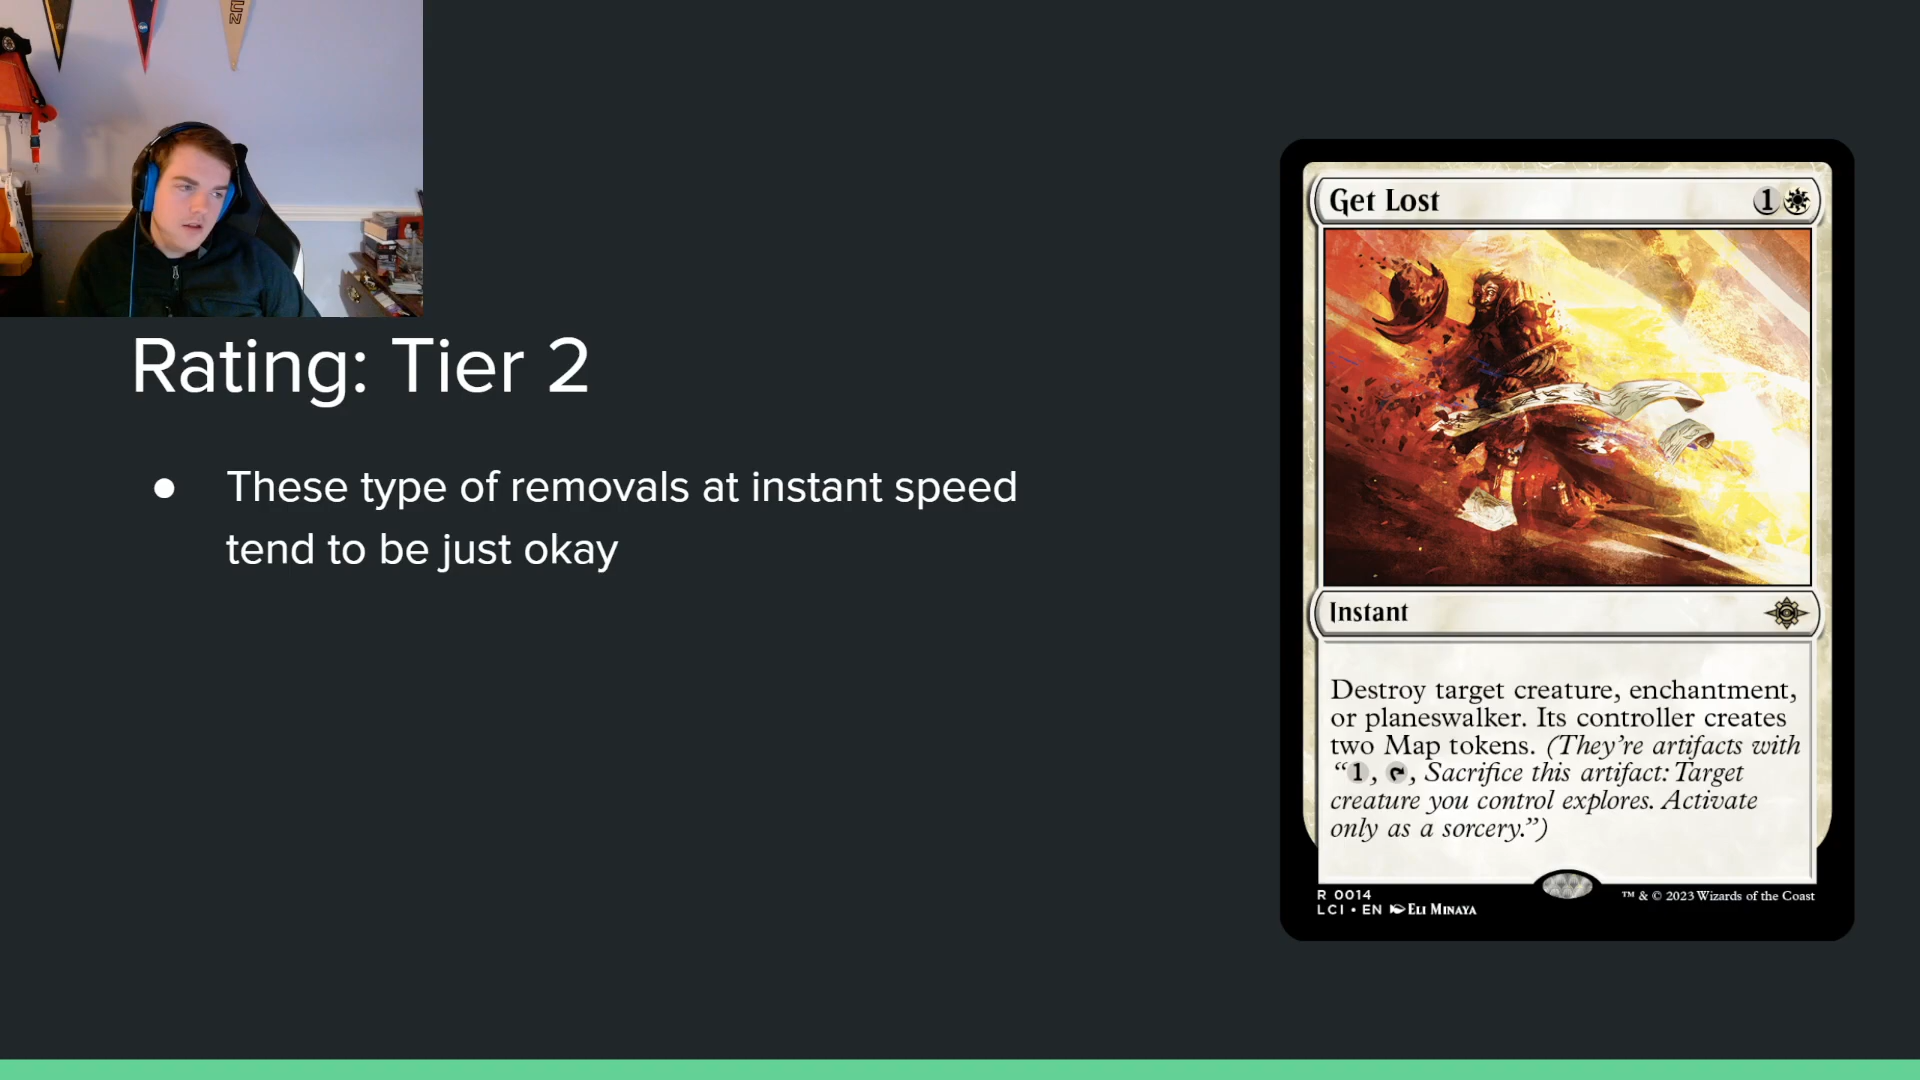 Rating: Tier 2
● These type of removals at instant speed
tend to be just okay
Get Lost 1
Instant
Destroy target creature, enchantment,
or planeswalker. Its controller creates
two Map tokens. (They're artifacts with
“1, , Sacrifice this artifact: Target
creature you control explores. Activate
only as a sorcery.”)
R 0014
LCI • EN Eli Minaya
™ & © 2023 Wizards of the Coast